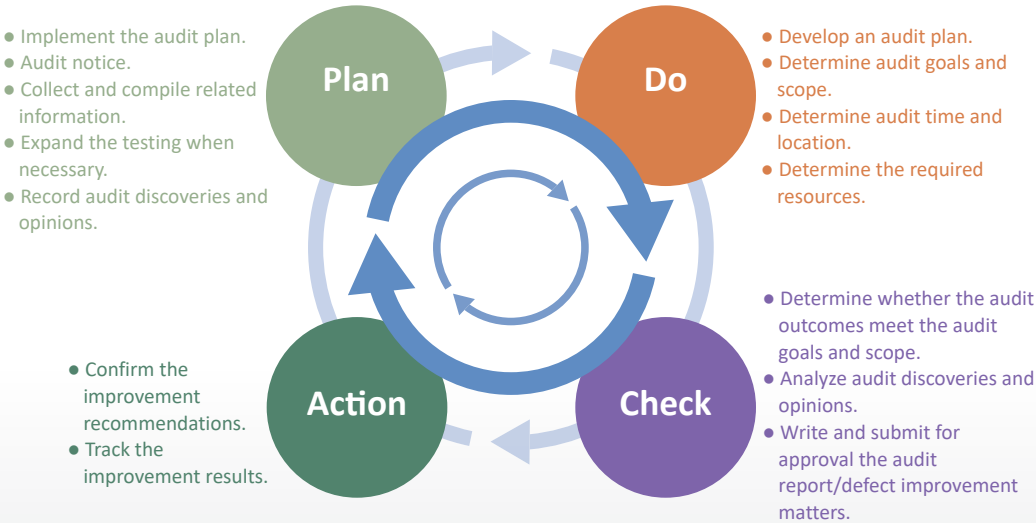 Plan
● Implement the audit plan.
● Audit notice.
● Collect and compile related
information.
● Expand the testing when
necessary.
● Record audit discoveries and
opinions.
Do
● Develop an audit plan.
● Determine audit goals and
scope.
● Determine audit time and
location.
● Determine the required
resources.
Action
● Confirm the
improvement
recommendations.
● Track the
improvement results.
Check
● Determine whether the audit
outcomes meet the audit
goals and scope.
● Analyze audit discoveries and
opinions.
● Write and submit for
approval the audit
report/defect improvement
matters.